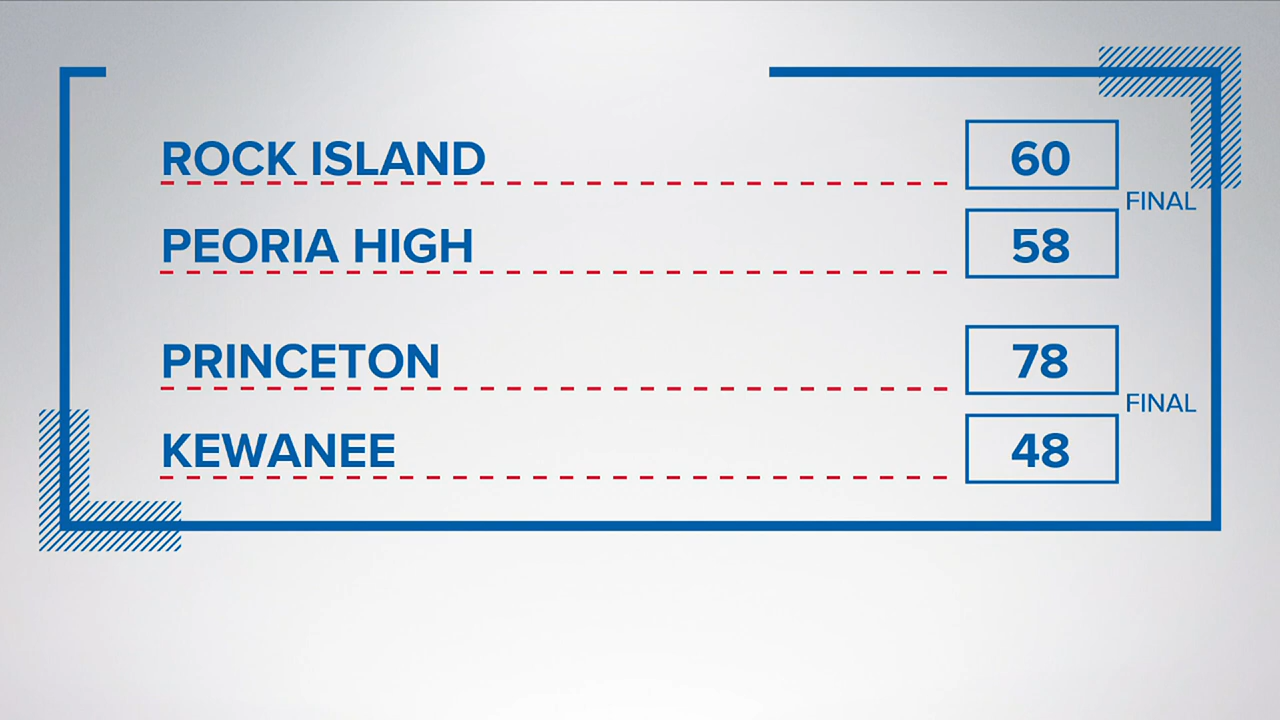 ROCK ISLAND 60
FINAL
PEORIA HIGH 58
PRINCETON 78
FINAL
KEWANEE 48